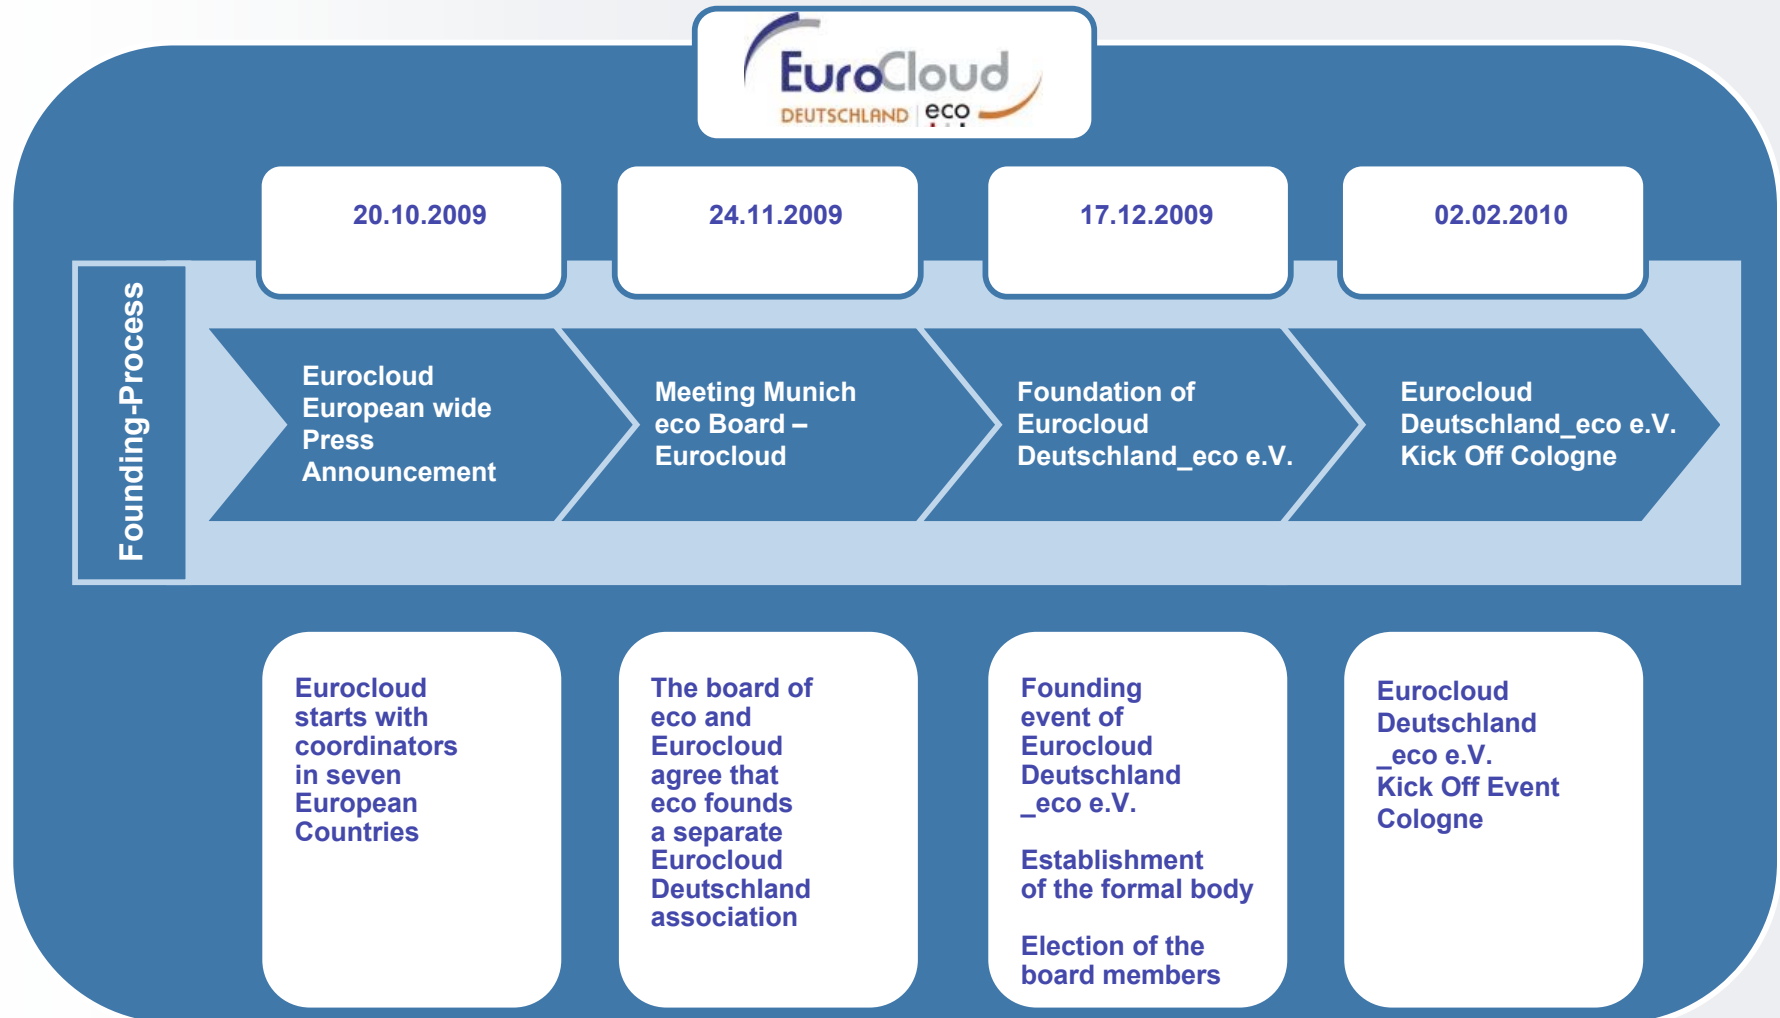 EuroCloud
DEUTSCHLAND eco
20.10.2009
24.11.2009
17.12.2009
02.02.2010
Founding-Process
Eurocloud
European wide
Press
Announcement
Meeting Munich
eco Board –
Eurocloud
Foundation of
Eurocloud
Deutschland_eco e.V.
Eurocloud
Deutschland_eco e.V.
Kick Off Cologne
Eurocloud
starts with
coordinators
in seven
European
Countries
The board of
eco and
Eurocloud
agree that
eco founds
a separate
Eurocloud
Deutschland
association
Founding
event of
Eurocloud
Deutschland
_eco e.V.
Establishment
of the formal body
Election of the
board members
Eurocloud
Deutschland
_eco e.V.
Kick Off Event
Cologne